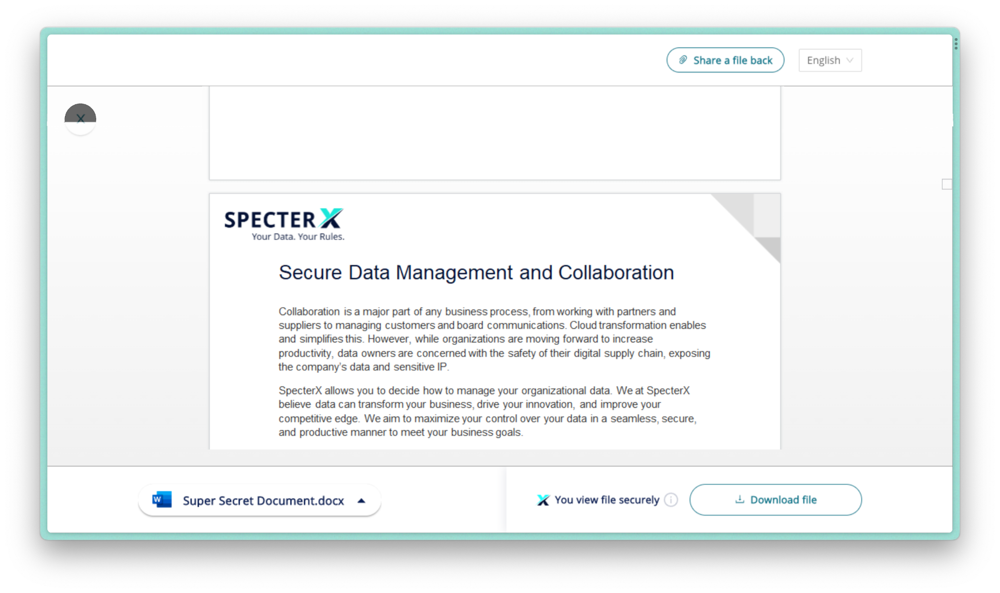 Share a file back
English
X
SPECTERX
Your Data. Your Rules.
Secure Data Management and Collaboration
Collaboration is a major part of any business process, from working with partners and
suppliers to managing customers and board communications. Cloud transformation enables
and simplifies this. However, while organizations are moving forward to increase
productivity, data owners are concerned with the safety of their digital supply chain, exposing
the company's data and sensitive IP.
SpecterX allows you to decide how to manage your organizational data. We at SpecterX
believe data can transform your business, drive your innovation, and improve your
competitive edge. We aim to maximize your control over your data in a seamless, secure,
and productive manner to meet your business goals.
W Super Secret Document.docx
X You view file securely i
Download file